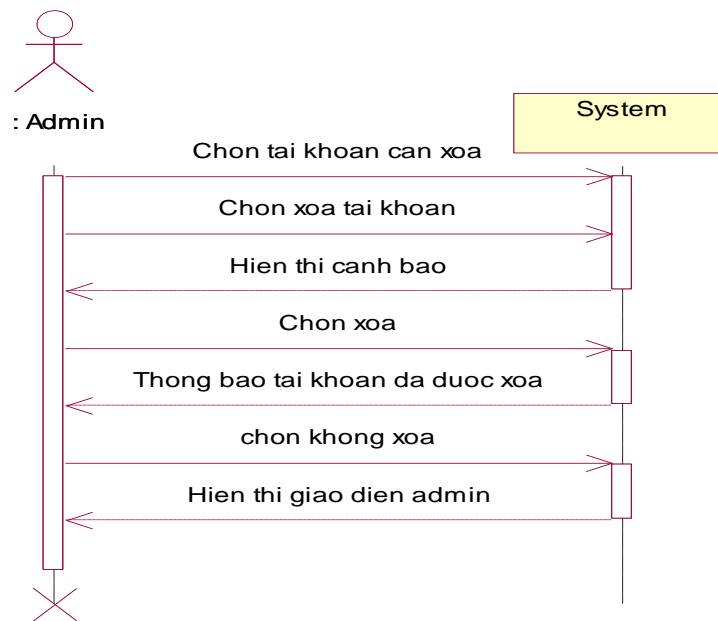 : Admin
System
Chon tai khoan can xoa
Chon xoa tai khoan
Hien thi canh bao
Chon xoa
Thong bao tai khoan da duoc xoa
chon khong xoa
Hien thi giao dien admin